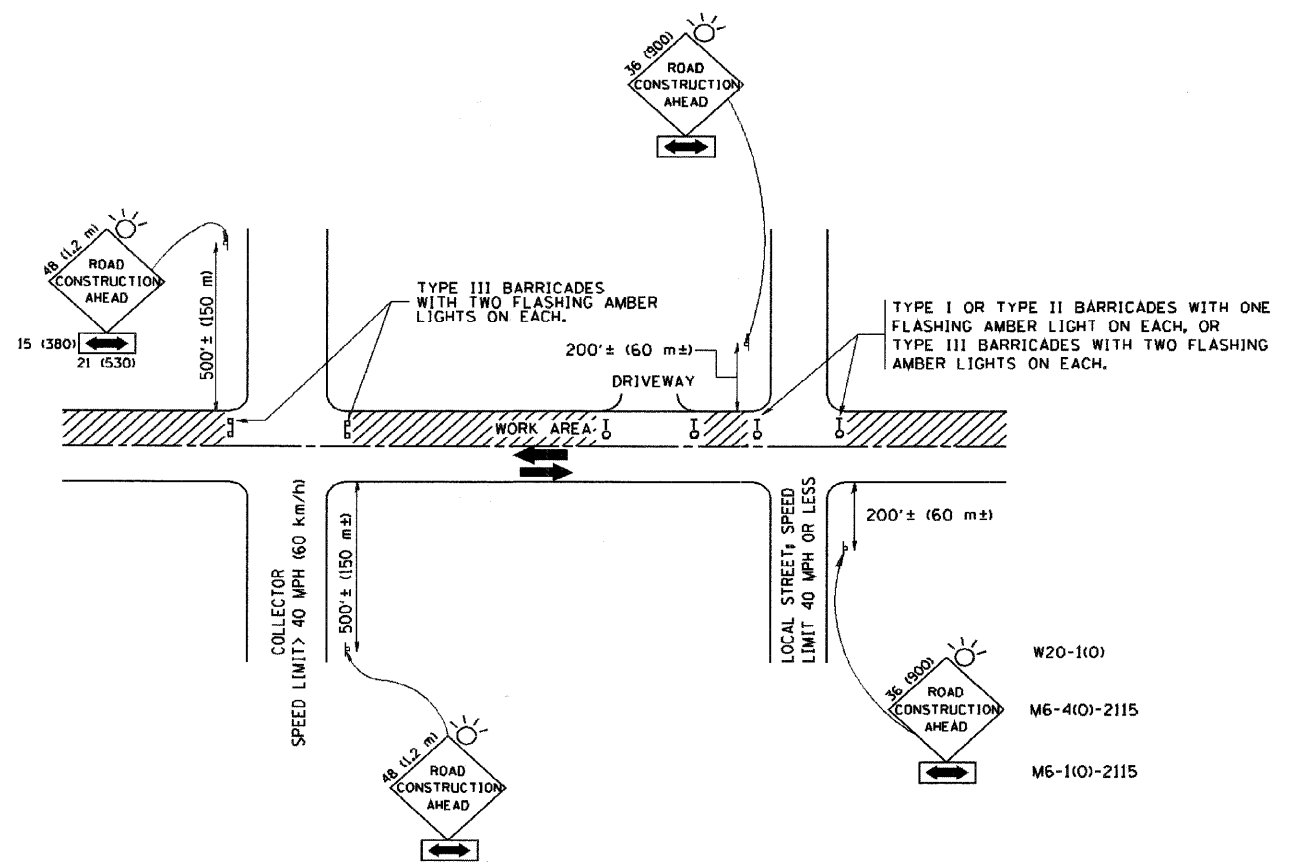 36 (900)
ROAD
CONSTRUCTION
AHEAD
48 (1.2 m)
ROAD
CONSTRUCTION
AHEAD
15 (380)
21 (530)
500'± (150 m)
TYPE III BARRICADES
WITH TWO FLASHING AMBER
LIGHTS ON EACH.
200'± (60 m±)
DRIVEWAY
TYPE I OR TYPE II BARRICADES WITH ONE
FLASHING AMBER LIGHT ON EACH, OR
TYPE III BARRICADES WITH TWO FLASHING
AMBER LIGHTS ON EACH.
WORK AREA
COLLECTOR
SPEED LIMIT> 40 MPH (60 km/h)
500'± (150 m±)
LOCAL STREET; SPEED
LIMIT 40 MPH OR LESS
200'± (60 m±)
48 (1.2 m)
ROAD
CONSTRUCTION
AHEAD
36 (900)
ROAD
CONSTRUCTION
AHEAD
W20-1(O)
M6-4(O)-2115
M6-1(O)-2115